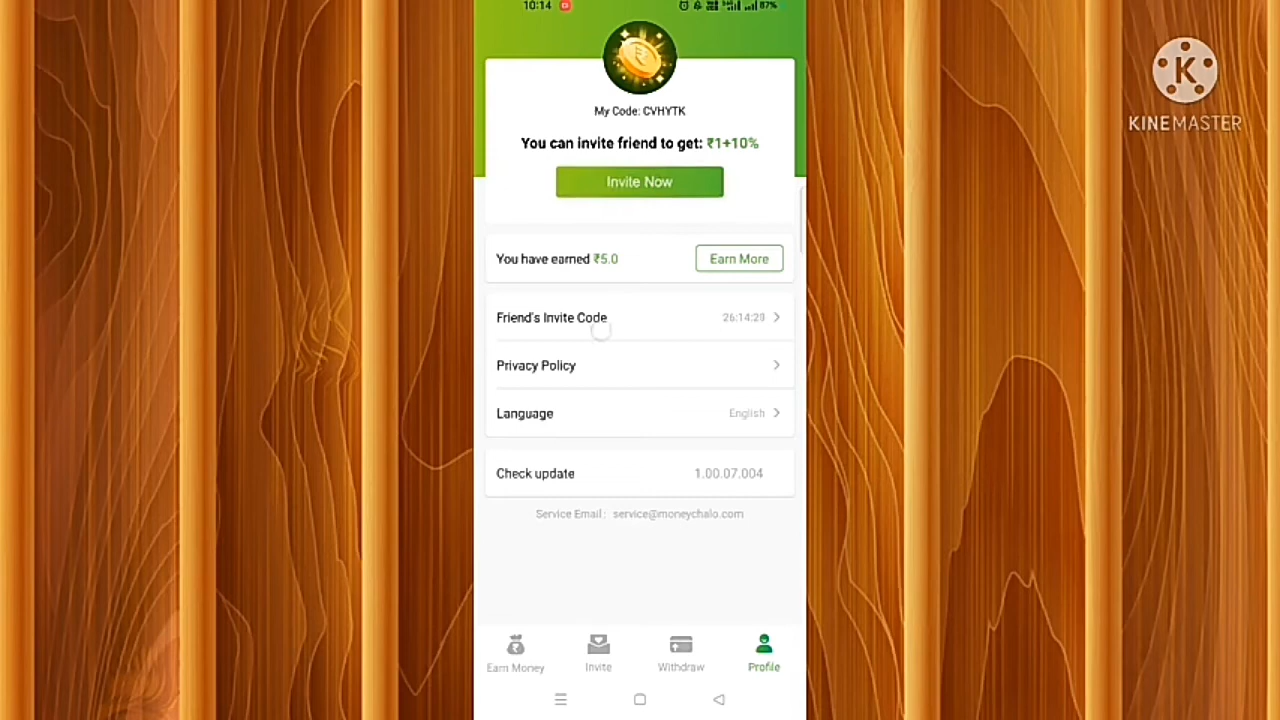 10:14
87%
KINEMASTER
My Code: CVHYTK
You can invite friend to get: ₹1+10%
Invite Now
You have earned ₹5.0
Earn More
Friend's Invite Code
26:14:29
Privacy Policy
Language
English
Check update
1.00.07.004
Service Email : service@moneychalo.com
Earn Money
Invite
Withdraw
Profile